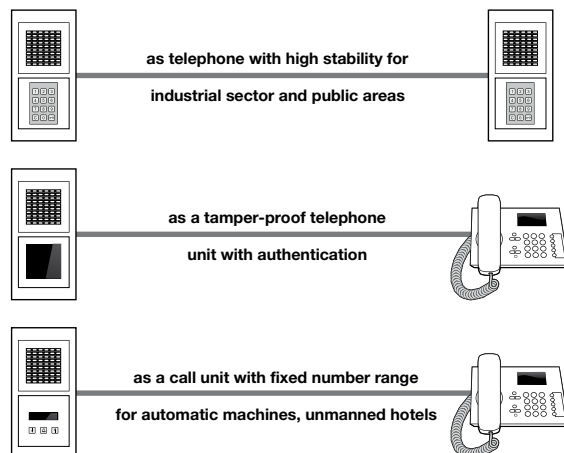 as telephone with high stability for
industrial sector and public areas
as a tamper-proof telephone
unit with authentication
as a call unit with fixed number range
for automatic machines, unmanned hotels